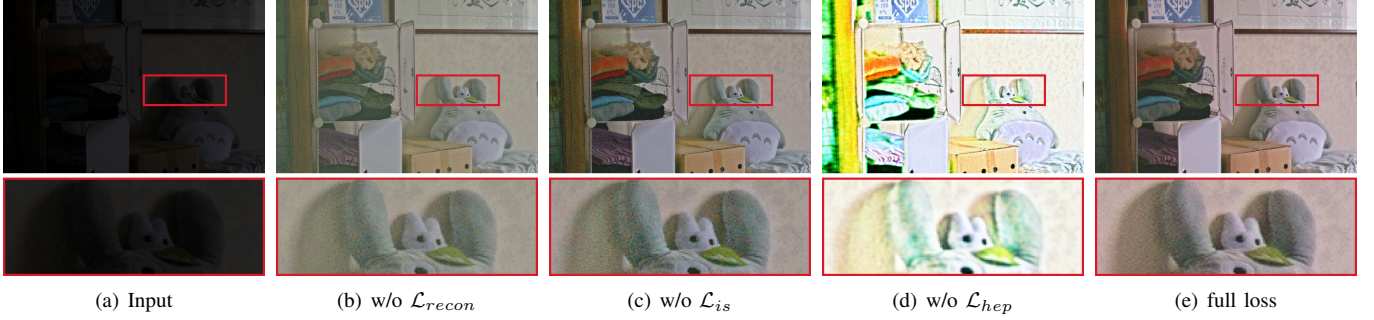 (a) Input
(b) w/o ℒ_recon
(c) w/o ℒ_is
(d) w/o ℒ_hep
(e) full loss